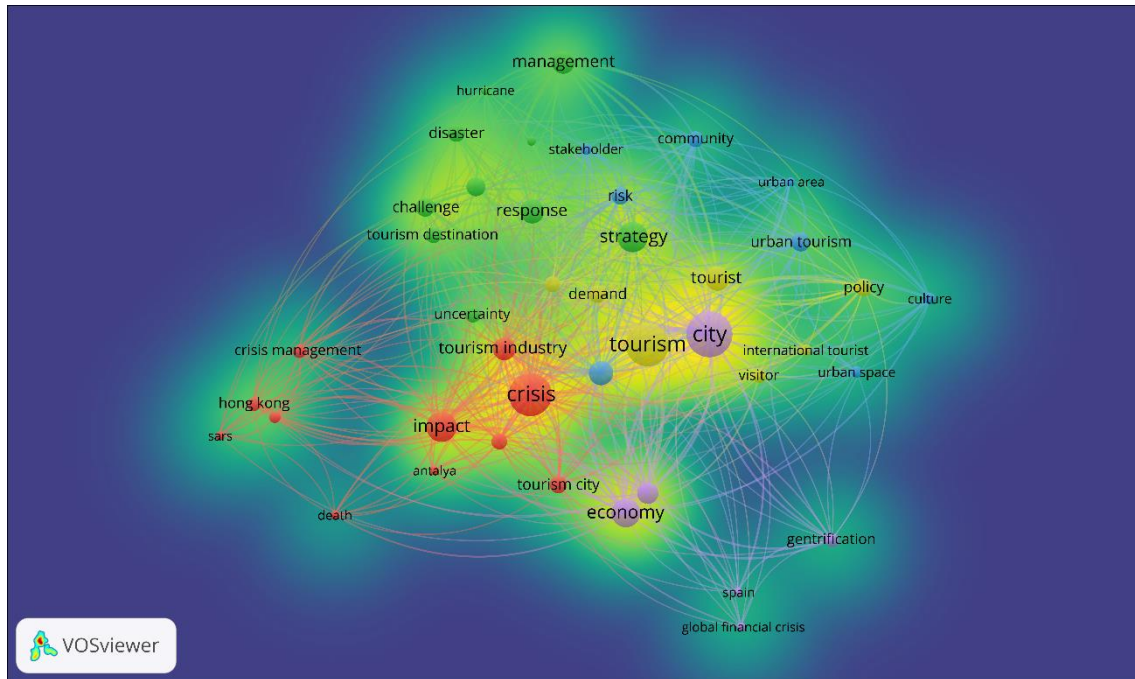 management
hurricane
disaster
community
stakeholder
urban area
risk
challenge
response
tourism destination
strategy
urban tourism
tourist
policy
demand
culture
uncertainty
city
tourism
tourism industry
crisis management
international tourist
urban space
visitor
crisis
hong kong
impact
sars
antalya
tourism city
death
economy
gentrification
spain
global financial crisis
VOSviewer